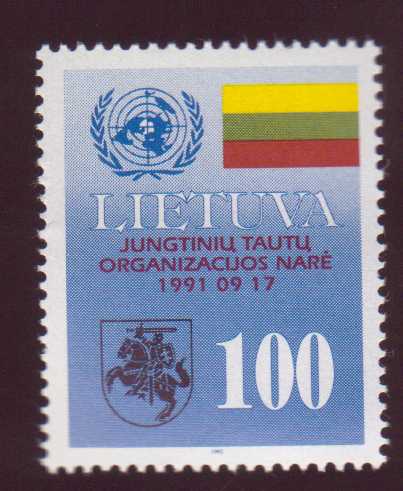 LIETUVA
JUNGTINIŲ TAUTŲ
ORGANIZACIJOS NARĖ
1991 09 17
100